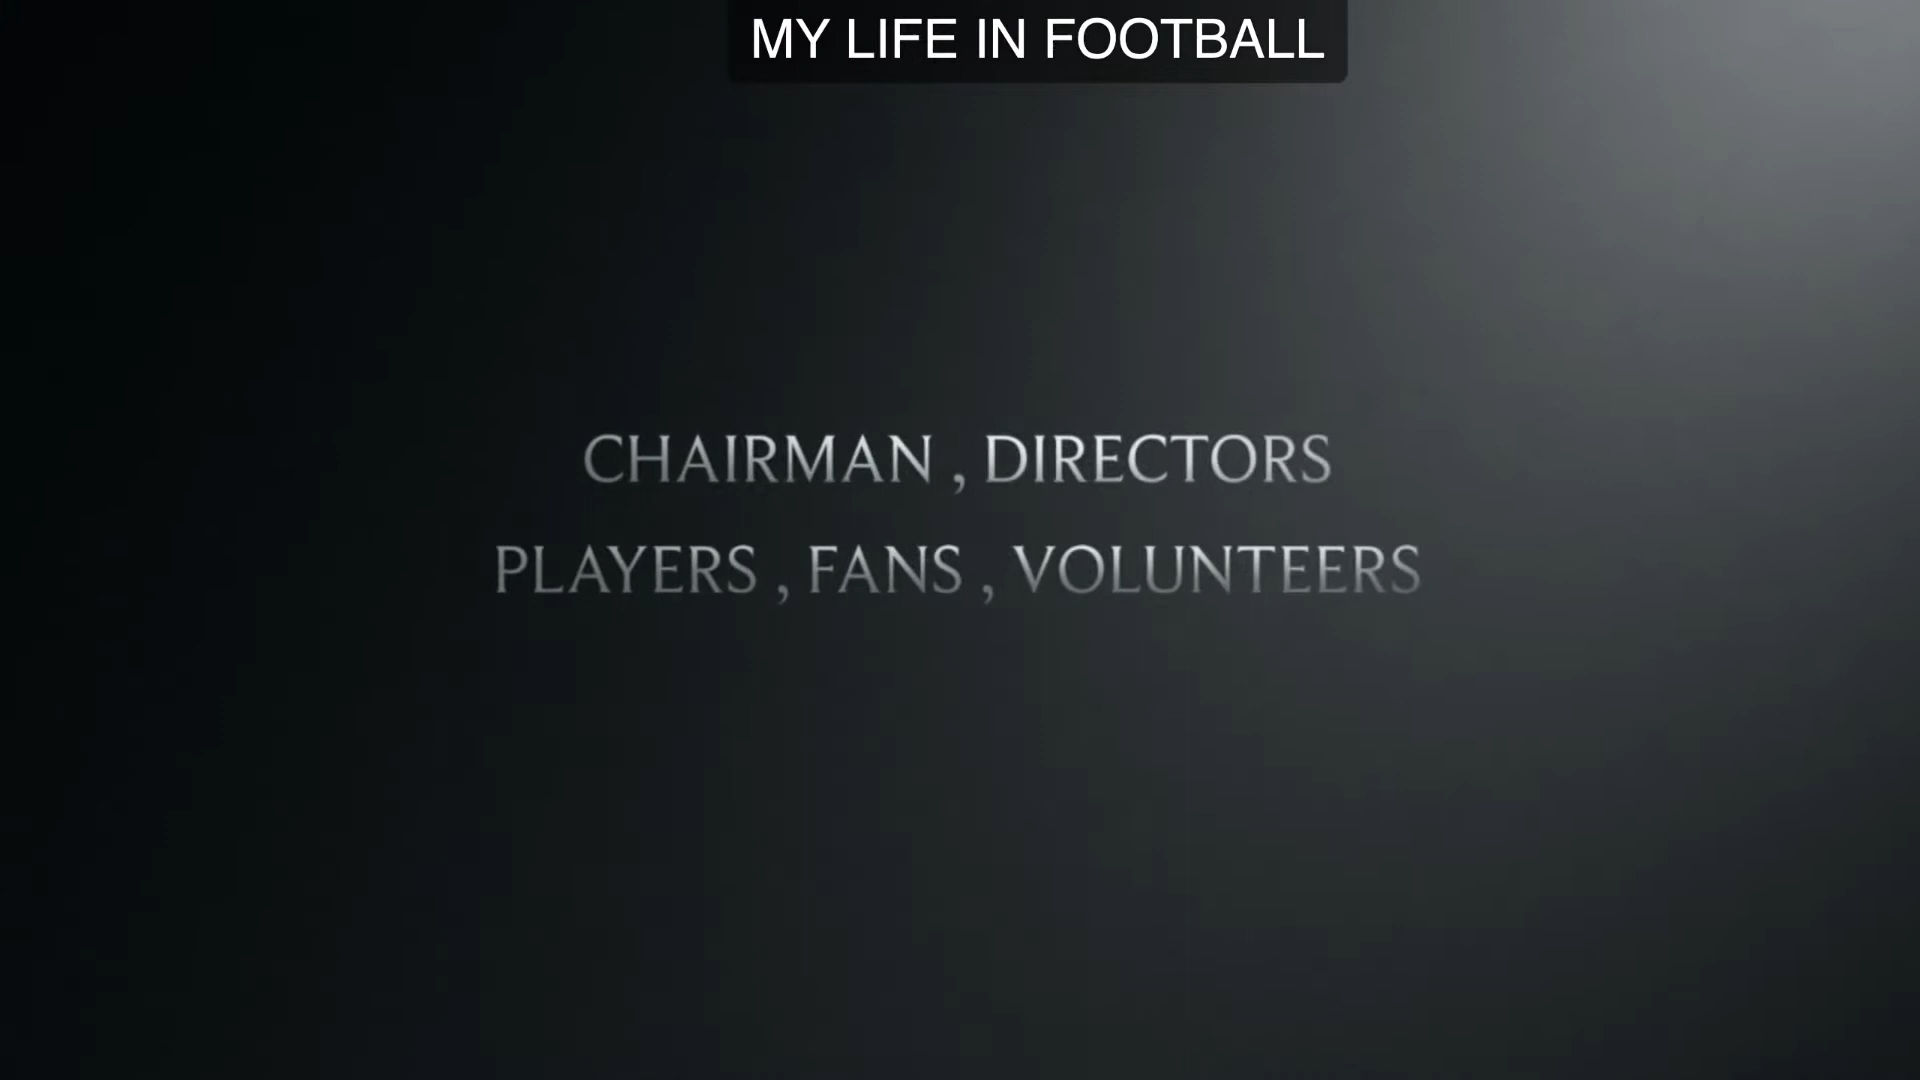 MY LIFE IN FOOTBALL
CHAIRMAN , DIRECTORS
PLAYERS , FANS , VOLUNTEERS